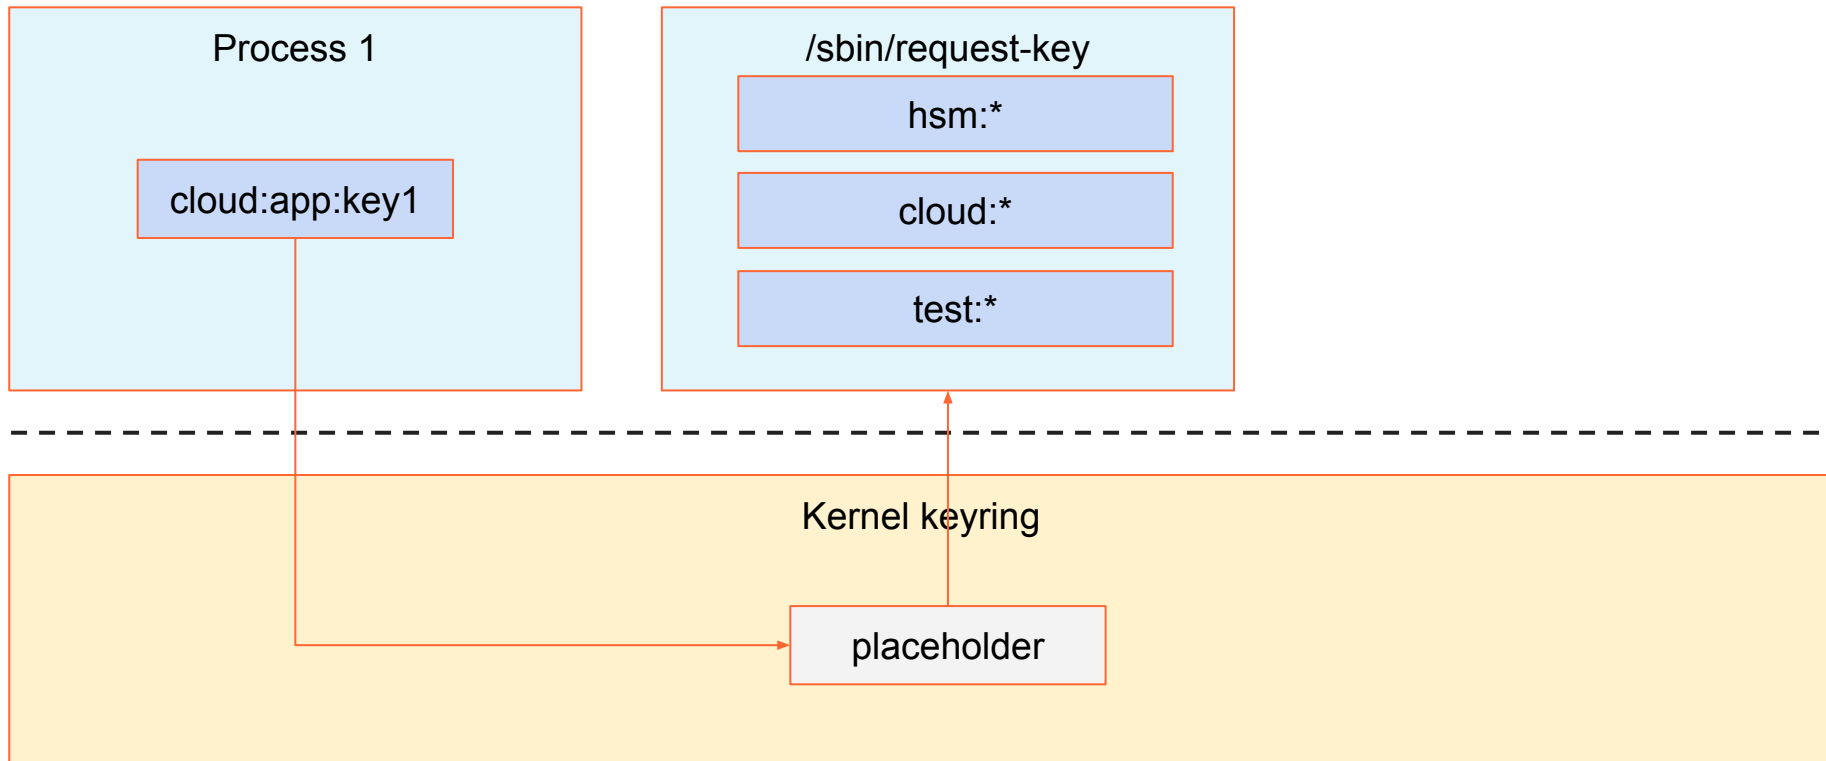 Process 1
cloud:app:key1
/sbin/request-key
hsm:*
cloud:*
test:*
Kernel keyring
placeholder